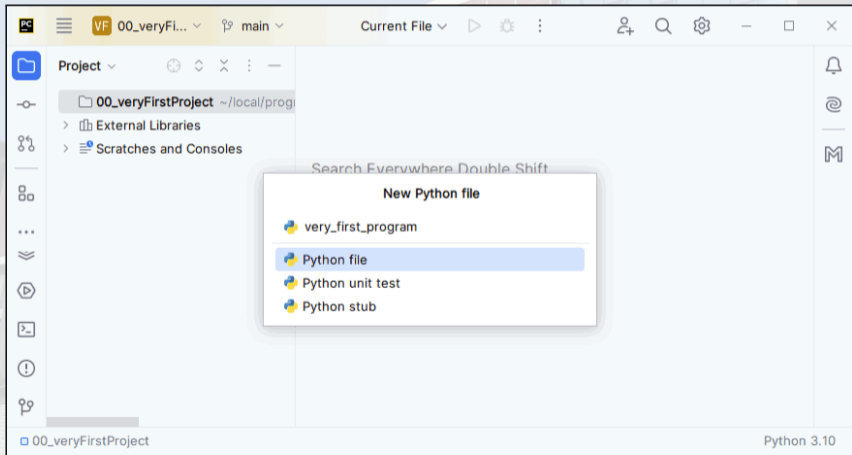 PC VF 00_veryFi... main Current File
Project
00_veryFirstProject ~/local/progr
External Libraries
Scratches and Consoles
Search Everywhere Double Shift
New Python file
very_first_program
Python file
Python unit test
Python stub
00_veryFirstProject Python 3.10